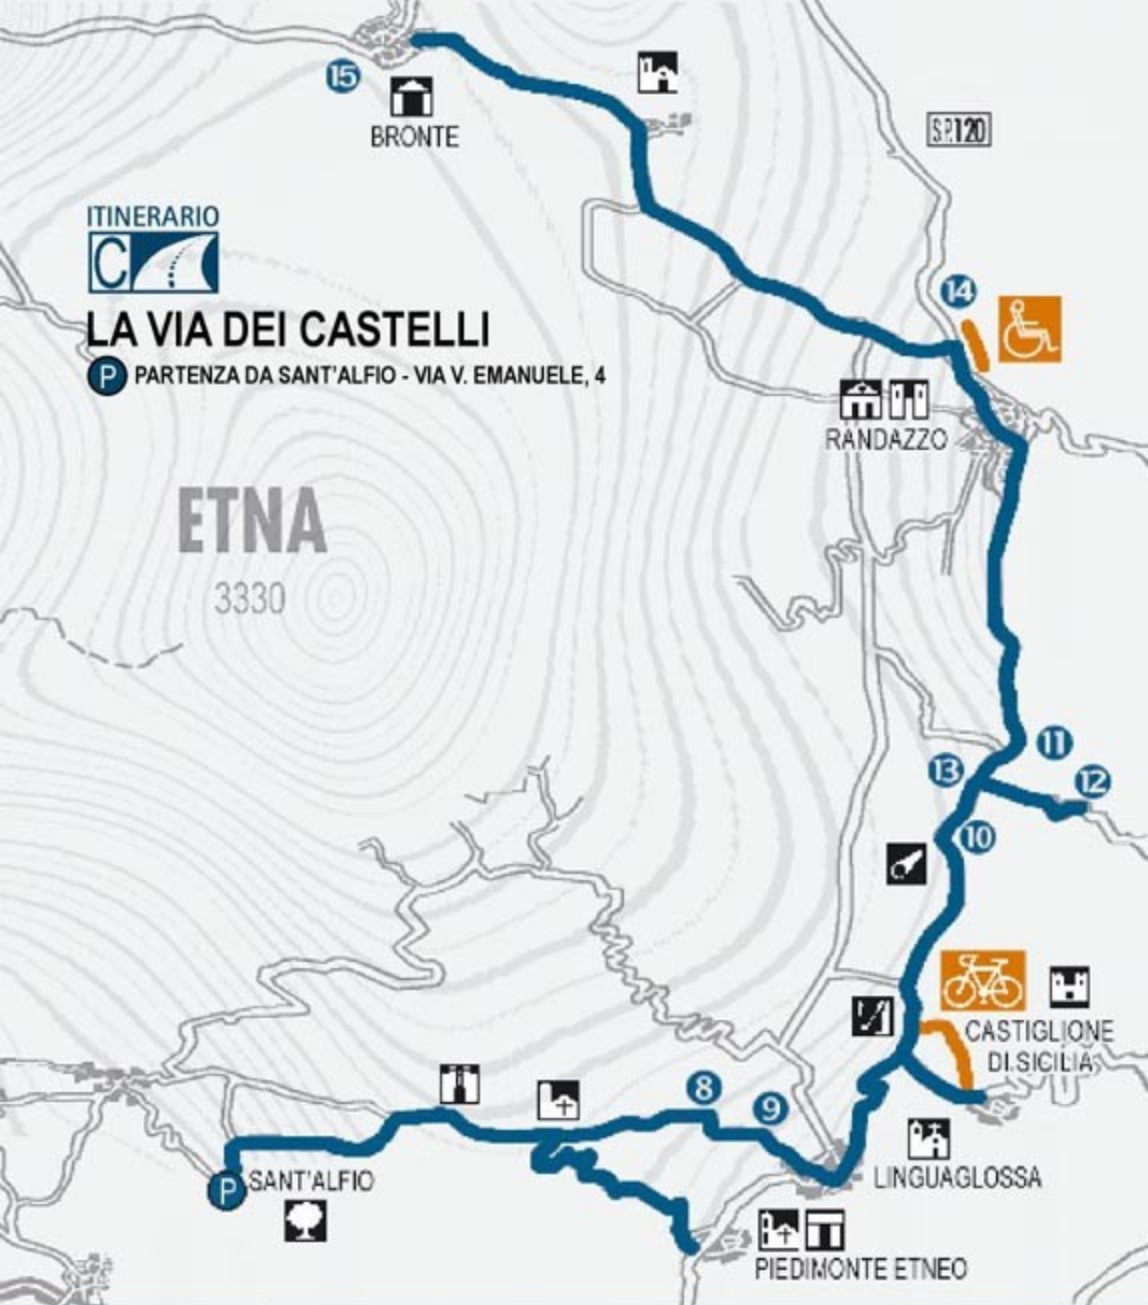 15
BRONTE
S.P.120
ITINERARIO
C
LA VIA DEI CASTELLI
P PARTENZA DA SANT'ALFIO - VIA V. EMANUELE, 4
14
RANDAZZO
ETNA
3330
11
13
12
10
CASTIGLIONE
DI SICILIA
8
9
LINGUAGLOSSA
P SANT'ALFIO
PIEDIMONTE ETNEO